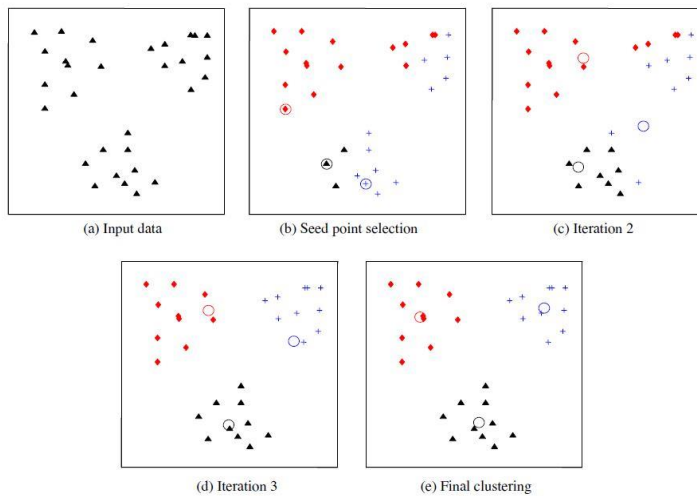 (a) Input data
(b) Seed point selection
(c) Iteration 2
(d) Iteration 3
(e) Final clustering